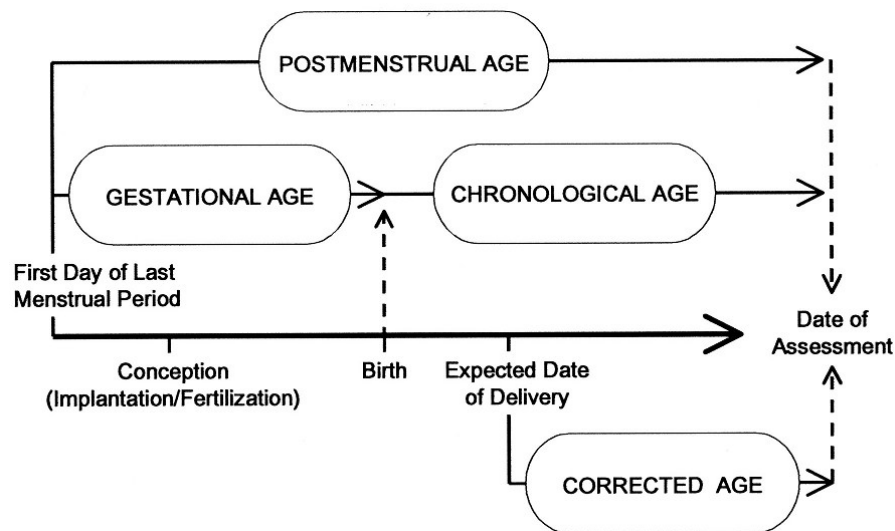 POSTMENSTRUAL AGE
GESTATIONAL AGE
CHRONOLOGICAL AGE
First Day of Last
Menstrual Period
Date of
Assessment
Conception
(Implantation/Fertilization)
Birth
Expected Date
of Delivery
CORRECTED AGE